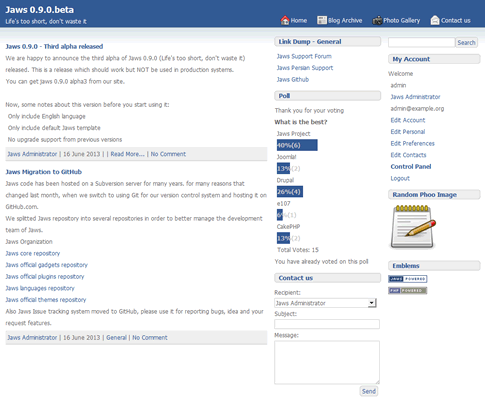 Jaws 0.9.0.beta
Life's too short, don't waste it
Home
Blog Archive
Photo Gallery
Contact us
Jaws 0.9.0 - Third alpha released
We are happy to announce the third alpha of Jaws 0.9.0 (Life's too short, don't waste it)
released. This is a release which should work but NOT be used in production systems.
You can get jaws 0.9.0 alpha3 from our site.
Now, some notes about this version before you start using it:
Only include English language
Only include default Jaws template
No upgrade support from previous versions
Jaws Administrator | 16 June 2013 | | Read More... | No Comment
Jaws Migration to GitHub
Jaws code has been hosted on a Subversion server for many years. for many reasons that
changed last month, when we switch to using Git for our version control system and hosting it on
GitHub.com.
We splitted Jaws repository into several repositories in order to better manage the development
team of Jaws.
Jaws Organization
Jaws core repository
Jaws official gadgets repository
Jaws official plugins repository
Jaws languages repository
Jaws official themes repository
Also Jaws Issue tracking system moved to GitHub, please use it for reporting bugs, idea and your
request features.
Jaws Administrator | 16 June 2013 | General | No Comment
Link Dump - General
Jaws Support Forum
Jaws Persian Support
Jaws Github
Poll
Thank you for your voting
What is the best?
Jaws Project
40%(6)
Joomla!
13%(2)
Drupal
26%(4)
e107
6%(1)
CakePHP
13%(2)
Total Votes: 15
You have already voted on this poll
Contact us
Recipient:
Jaws Administrator
Subject:
Message:
Send
Search
My Account
Welcome
admin
Jaws Administrator
admin@example.org
Edit Account
Edit Personal
Edit Preferences
Edit Contacts
Control Panel
Logout
Random Phoo Image
Emblems
JAWS POWERED
PHP POWERED